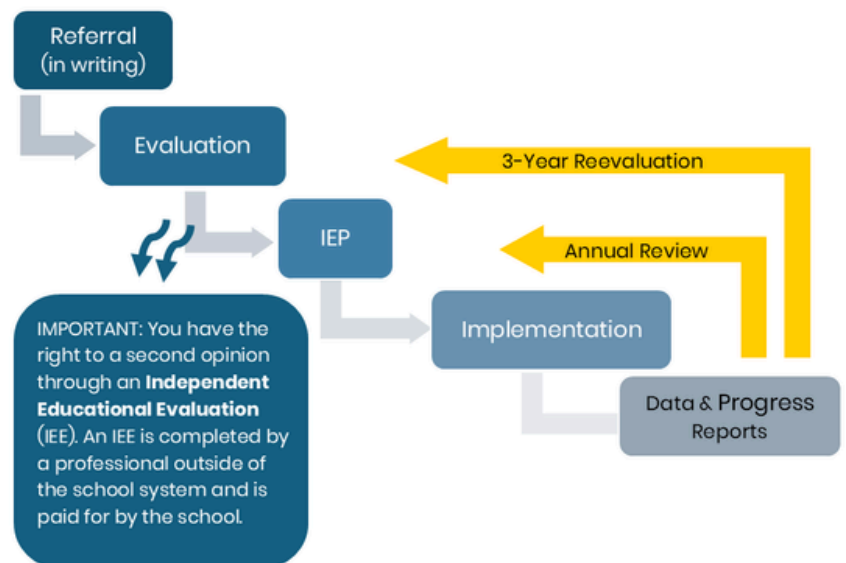 Referral
(in writing)
Evaluation
3-Year Reevaluation
IEP
Annual Review
Implementation
Data & Progress
Reports
IMPORTANT: You have the
right to a second opinion
through an Independent
Educational Evaluation
(IEE). An IEE is completed by
a professional outside of
the school system and is
paid for by the school.